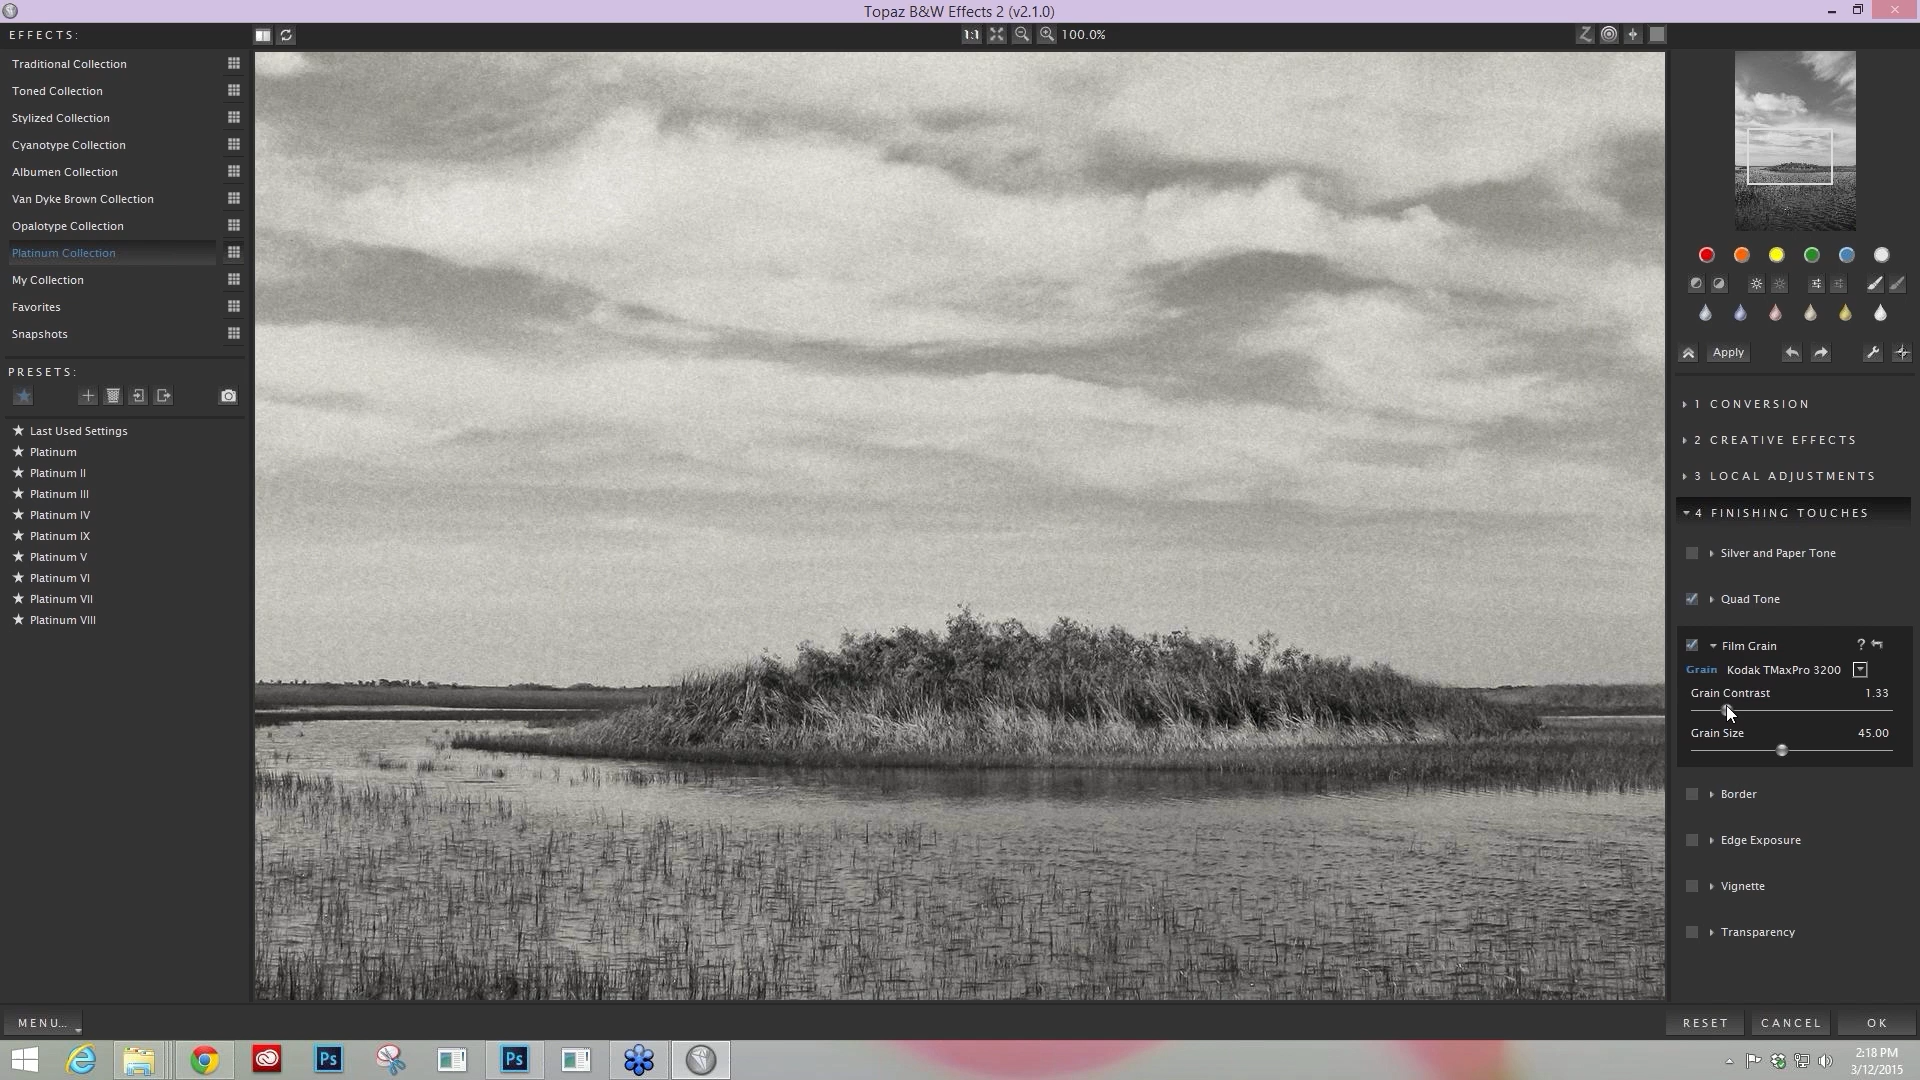 Topaz B&W Effects 2 (v2.1.0)
EFFECTS:
1:1
100.0%
Traditional Collection
Toned Collection
Stylized Collection
Cyanotype Collection
Albumen Collection
Van Dyke Brown Collection
Opalotype Collection
Platinum Collection
My Collection
Favorites
Snapshots
PRESETS:
Last Used Settings
Platinum
Platinum II
Platinum III
Platinum IV
Platinum IX
Platinum V
Platinum VI
Platinum VII
Platinum VIII
Apply
1 CONVERSION
2 CREATIVE EFFECTS
3 LOCAL ADJUSTMENTS
4 FINISHING TOUCHES
Silver and Paper Tone
Quad Tone
Film Grain ?
Grain Kodak TMaxPro 3200
Grain Contrast 1.33
Grain Size 45.00
Border
Edge Exposure
Vignette
Transparency
MENU...
RESET CANCEL OK
Ps
Ps
2:18 PM
3/12/2015